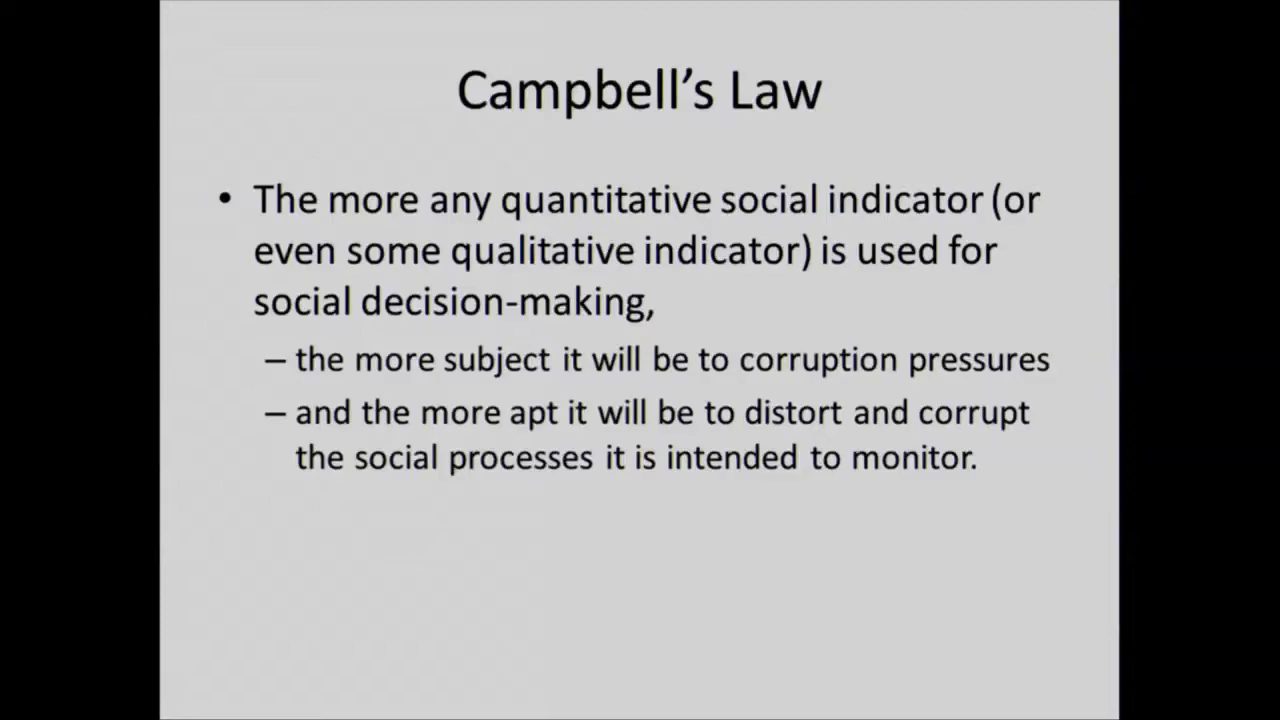 Campbell’s Law
• The more any quantitative social indicator (or
even some qualitative indicator) is used for
social decision-making,
– the more subject it will be to corruption pressures
– and the more apt it will be to distort and corrupt
the social processes it is intended to monitor.